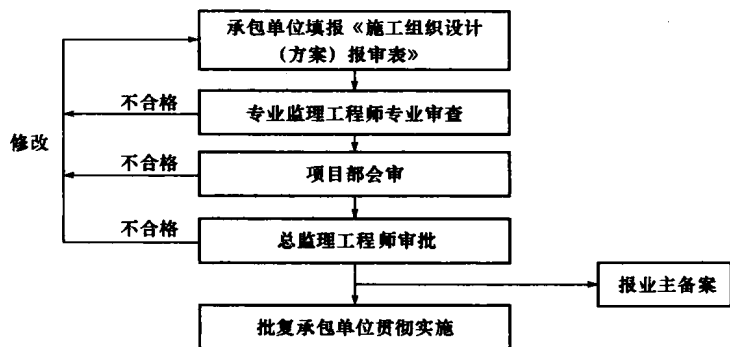 承包单位填报《施工组织设计
(方案)报审表》
不合格
专业监理工程师专业审查
修改
不合格
项目部会审
不合格
总监理工程师审批
报业主备案
批复承包单位贯彻实施